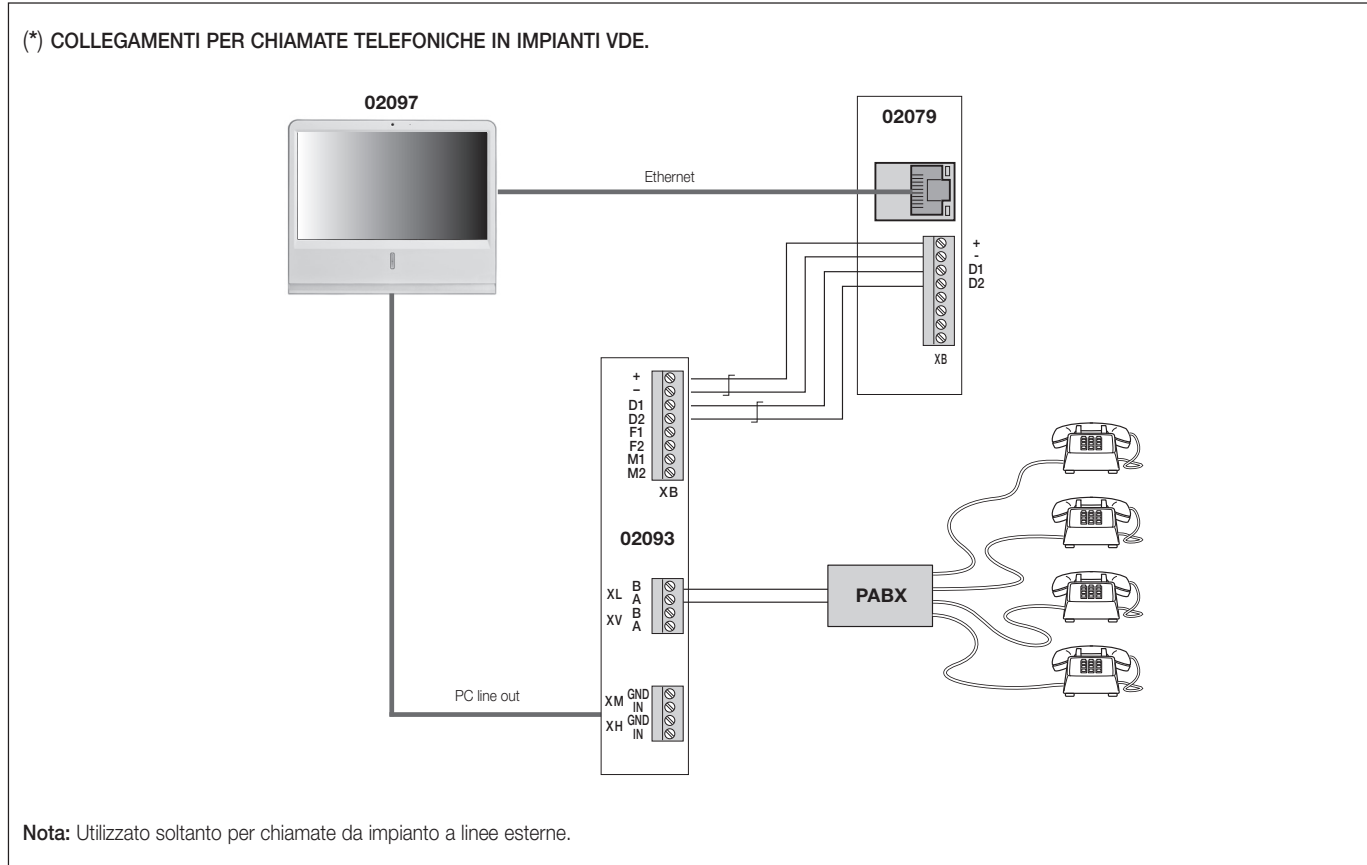 (*) COLLEGAMENTI PER CHIAMATE TELEFONICHE IN IMPIANTI VDE.
02097
02079
Ethernet
+
-
D1
D2
XB
+
–
D1
D2
F1
F2
M1
M2
XB
02093
XL B
A
XV B
A
PABX
PC line out
XM GND
IN
XH GND
IN
Nota: Utilizzato soltanto per chiamate da impianto a linee esterne.